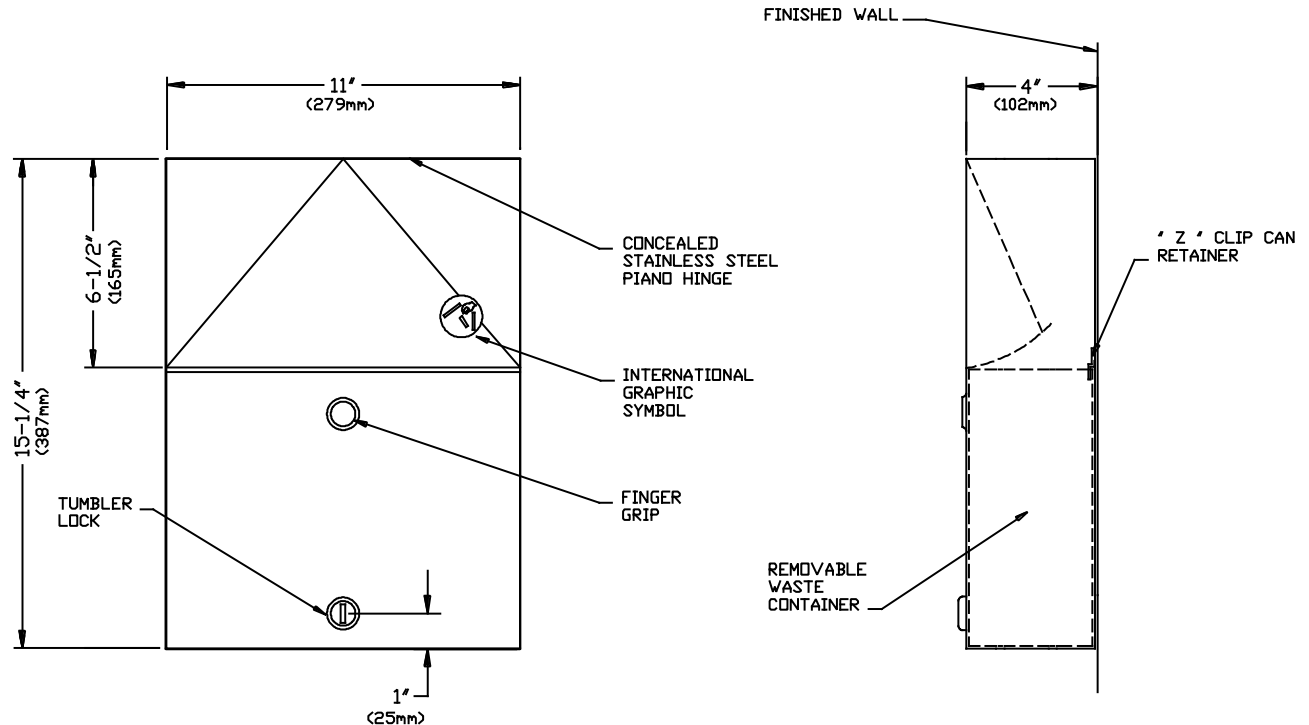 FINISHED WALL
11"
(279mm)
4"
(102mm)
6-1/2"
(165mm)
15-1/4"
(387mm)
CONCEALED
STAINLESS STEEL
PIANO HINGE
' Z ' CLIP CAN
RETAINER
INTERNATIONAL
GRAPHIC
SYMBOL
TUMBLER
LOCK
FINGER
GRIP
REMOVABLE
WASTE
CONTAINER
1"
(25mm)